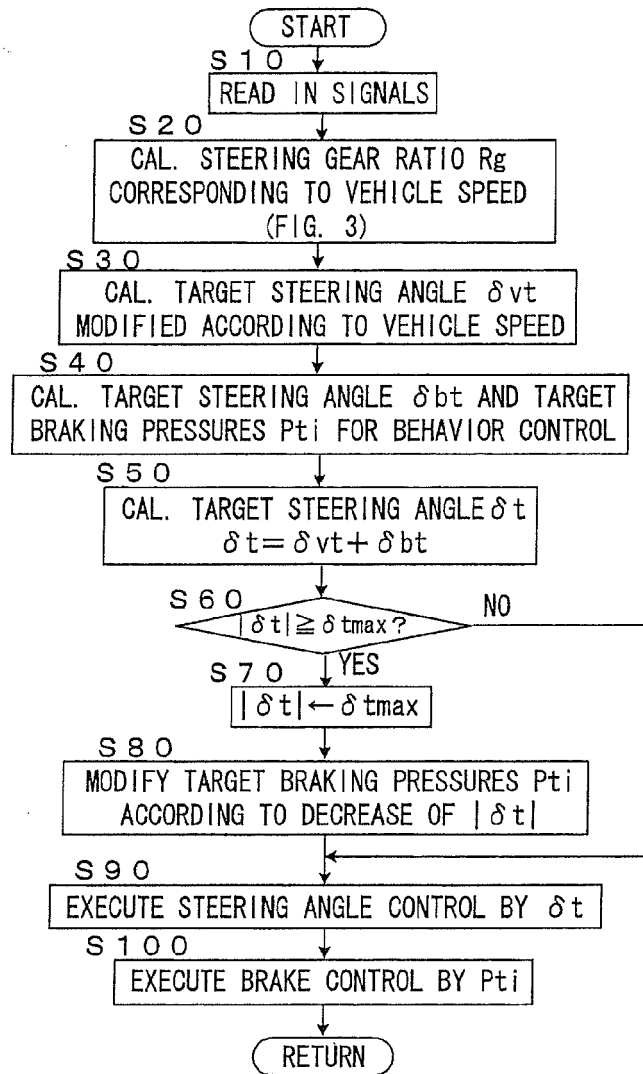 START
S10
READ IN SIGNALS
S20
CAL. STEERING GEAR RATIO Rg
CORRESPONDING TO VEHICLE SPEED
(FIG. 3)
S30
CAL. TARGET STEERING ANGLE δvt
MODIFIED ACCORDING TO VEHICLE SPEED
S40
CAL. TARGET STEERING ANGLE δbt AND TARGET
BRAKING PRESSURES Pti FOR BEHAVIOR CONTROL
S50
CAL. TARGET STEERING ANGLE δt
δt=δvt+δbt
S60
|δt|≧δtmax?
NO
YES
S70
|δt|←δtmax
S80
MODIFY TARGET BRAKING PRESSURES Pti
ACCORDING TO DECREASE OF |δt|
S90
EXECUTE STEERING ANGLE CONTROL BY δt
S100
EXECUTE BRAKE CONTROL BY Pti
RETURN